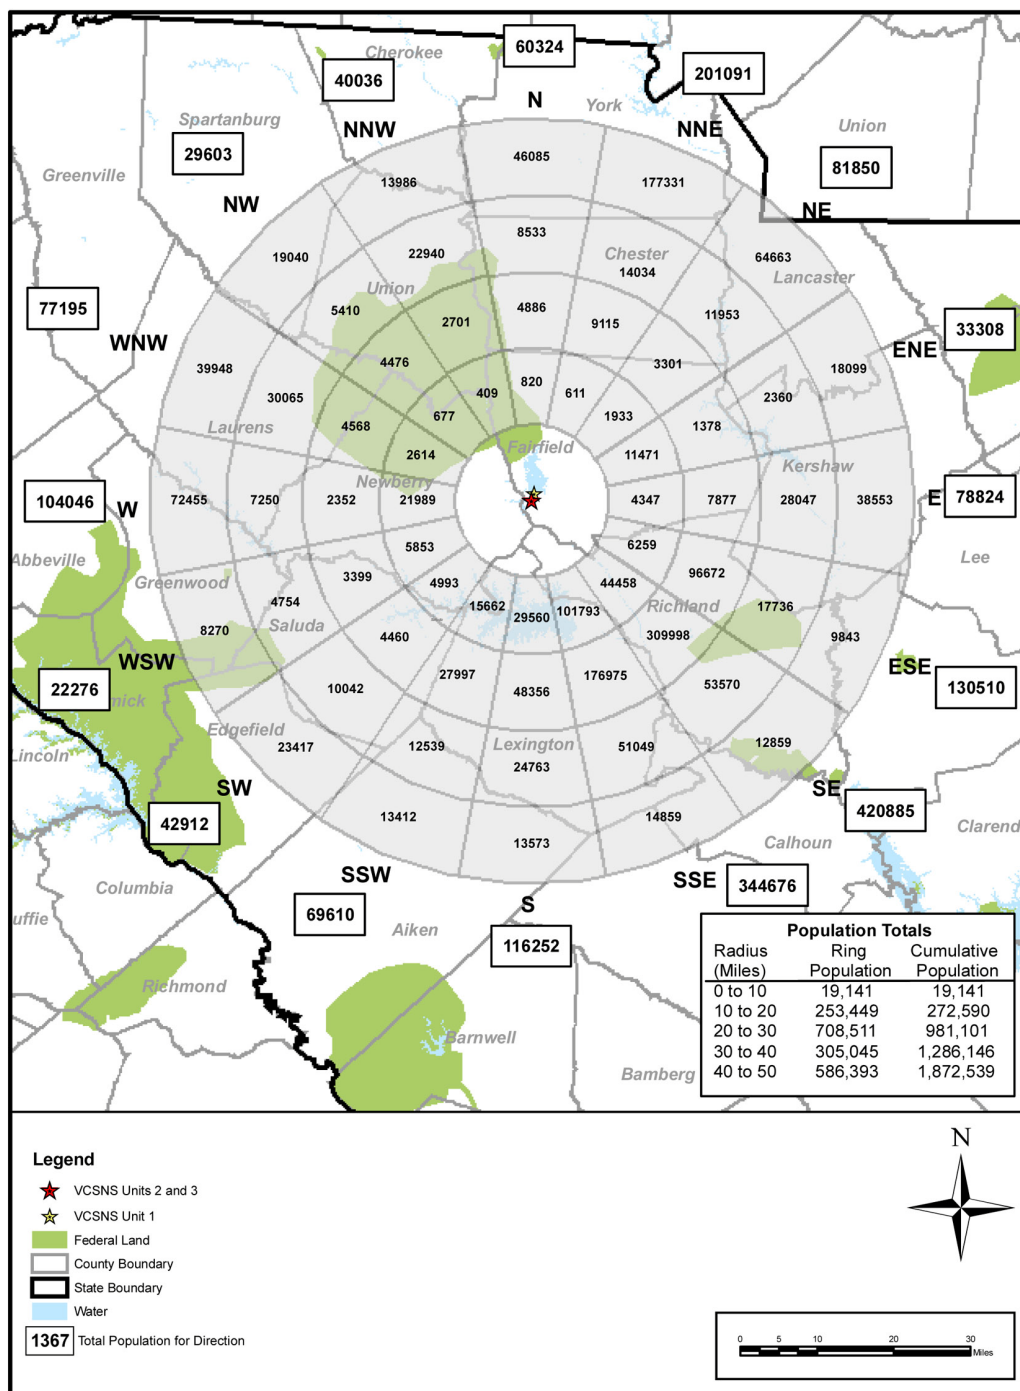 60324
Cherokee
40036
201091
N
York
NNW
NNE
Spartanburg
Union
29603
81850
46085
Greenville
13986
177331
NW
NE
8533
22940
Chester
19040
64663
14034
Lancaster
Union
77195
5410
4886
11953
2701
9115
33308
WNW
ENE
4476
3301
39948
18099
820
409
611
30065
2360
677
1933
4568
1378
Laurens
Fairfield
2614
11471
Kershaw
Newberry
104046
W
72455
7250
2352
21989
4347
7877
28047
38553
E
78824
5853
6259
Abbeville
Lee
3399
4993
44458
96672
Greenwood
4754
15662
29560
101793
Richland
17736
8270
Saluda
4460
309998
9843
WSW
ESE
22276
mick
10042
27997
48356
176975
53570
130510
Edgefield
Lincoln
23417
12539
Lexington
24763
51049
12859
SW
SE
42912
13412
13573
14859
420885
Clarend
Calhoun
SSW
SSE
344676
Columbia
69610
S
uffie
Aiken
116252
Richmond
Barnwell
Bamberg
Population Totals
Radius (Miles) Ring Population Cumulative Population
0 to 10 19,141 19,141
10 to 20 253,449 272,590
20 to 30 708,511 981,101
30 to 40 305,045 1,286,146
40 to 50 586,393 1,872,539
Legend
VCSNS Units 2 and 3
VCSNS Unit 1
Federal Land
County Boundary
State Boundary
Water
1367 Total Population for Direction
N
0 5 10 20 30
Miles